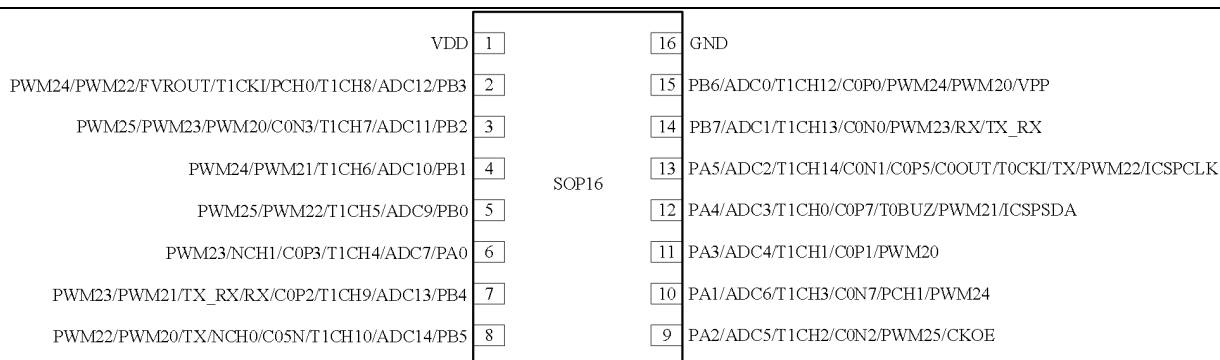 VDD 1 16 GND
PWM24/PWM22/FVROUT/T1CKI/PCH0/T1CH8/ADC12/PB3 2 15 PB6/ADC0/T1CH12/C0P0/PWM24/PWM20/VPP
PWM25/PWM23/PWM20/C0N3/T1CH7/ADC11/PB2 3 14 PB7/ADC1/T1CH13/C0N0/PWM23/RX/TX_RX
PWM24/PWM21/T1CH6/ADC10/PB1 4 13 PA5/ADC2/T1CH14/C0N1/C0P5/C0OUT/T0CKI/TX/PWM22/ICSPCLK
SOP16
PWM25/PWM22/T1CH5/ADC9/PB0 5 12 PA4/ADC3/T1CH0/C0P7/T0BUZ/PWM21/ICSPSDA
PWM23/NCH1/C0P3/T1CH4/ADC7/PA0 6 11 PA3/ADC4/T1CH1/C0P1/PWM20
PWM23/PWM21/TX_RX/RX/C0P2/T1CH9/ADC13/PB4 7 10 PA1/ADC6/T1CH3/C0N7/PCH1/PWM24
PWM22/PWM20/TX/NCH0/C05N/T1CH10/ADC14/PB5 8 9 PA2/ADC5/T1CH2/C0N2/PWM25/CKOE